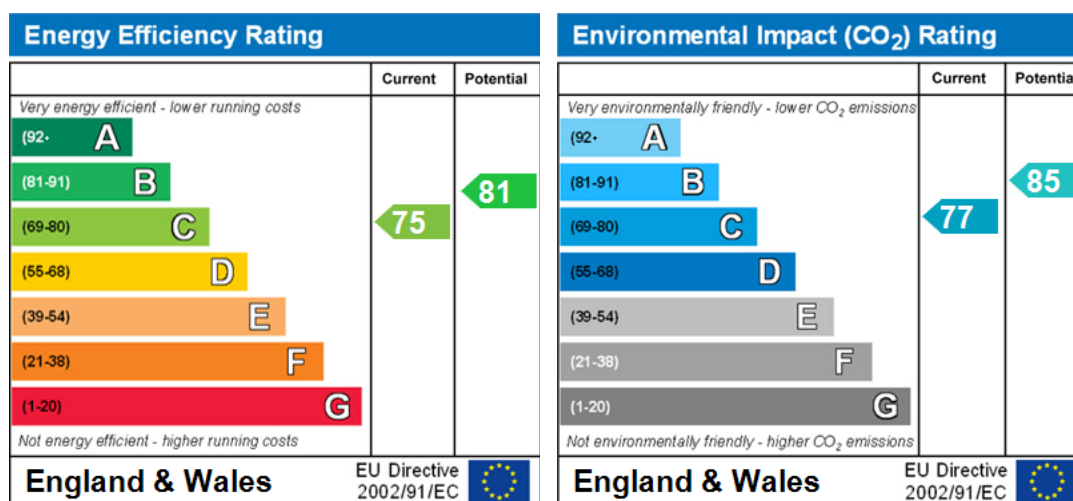 Energy Efficiency Rating
Current Potential
Very energy efficient - lower running costs
(92+ A
(81-91) B
81
(69-80) C
75
(55-68) D
(39-54) E
(21-38) F
(1-20) G
Not energy efficient - higher running costs
England & Wales
EU Directive
2002/91/EC
Environmental Impact (CO₂) Rating
Current Potentia
Very environmentally friendly - lower CO₂ emissions
(92+ A
(81-91) B
85
(69-80) C
77
(55-68) D
(39-54) E
(21-38) F
(1-20) G
Not environmentally friendly - higher CO₂ emissions
England & Wales
EU Directive
2002/91/EC